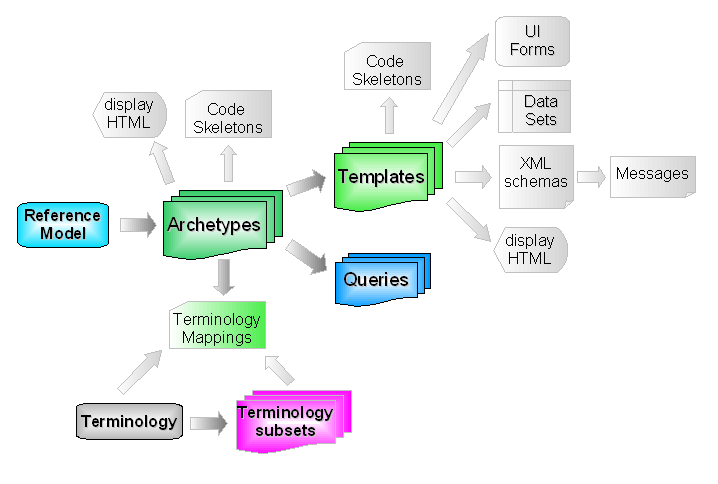 UI
Forms
Code
Skeletons
display
HTML
Code
Skeletons
Data
Sets
XML
schemas
Messages
Templates
Reference
Model
Archetypes
display
HTML
Queries
Terminology
Mappings
Terminology
Terminology
subsets